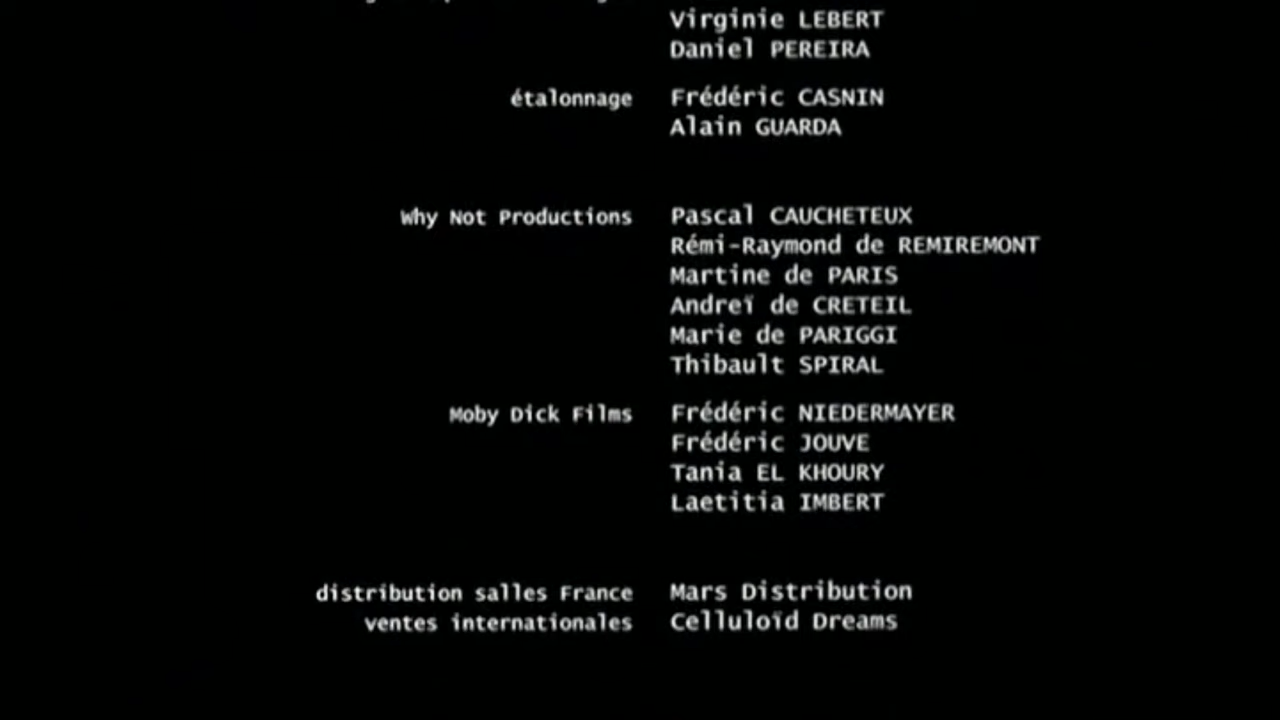 Virginie LEBERT
Daniel PEREIRA
étalonnage Frédéric CASNIN
Alain GUARDA
Why Not Productions Pascal CAUCHETEUX
Rémi-Raymond de REMIREMONT
Martine de PARIS
Andreï de CRETEIL
Marie de PARIGGI
Thibault SPIRAL
Moby Dick Films Frédéric NIEDERMAYER
Frédéric JOUVE
Tania EL KHOURY
Laetitia IMBERT
distribution salles France Mars Distribution
ventes internationales Celluloïd Dreams